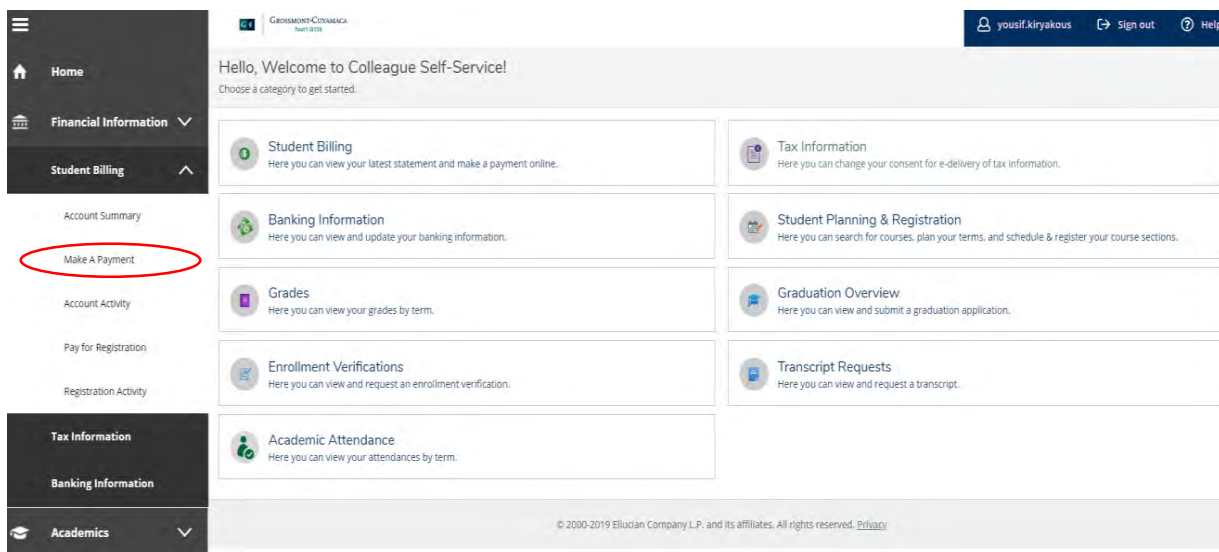 GROSSMONT-CUYAMACA
yousif.kiryakous
Sign out
Help
Home
Financial Information
Student Billing
Account Summary
Make A Payment
Account Activity
Pay for Registration
Registration Activity
Tax Information
Banking Information
Academics
Hello, Welcome to Colleague Self-Service!
Choose a category to get started.
Student Billing
Here you can view your latest statement and make a payment online.
Tax Information
Here you can change your consent for e-delivery of tax information.
Banking Information
Here you can view and update your banking information.
Student Planning & Registration
Here you can search for courses, plan your terms, and schedule & register your course sections.
Grades
Here you can view your grades by term.
Graduation Overview
Here you can view and submit a graduation application.
Enrollment Verifications
Here you can view and request an enrollment verification.
Transcript Requests
Here you can view and request a transcript.
Academic Attendance
Here you can view your attendances by term.
© 2000-2019 Ellucian Company L.P. and its affiliates. All rights reserved. Privacy